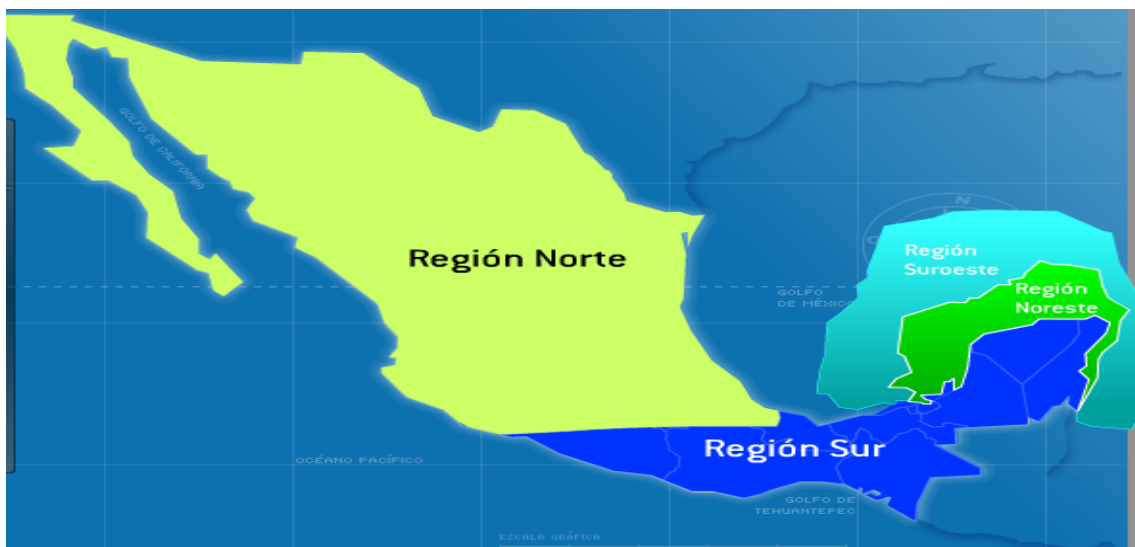 GOLFO DE CALIFORNIA
N
Región Norte
Región
Suroeste
Región
Noreste
GOLFO
DE MÉXICO
Región Sur
OCÉANO PACÍFICO
GOLFO DE
TEHUANTEPEC
ESCALA GRÁFICA